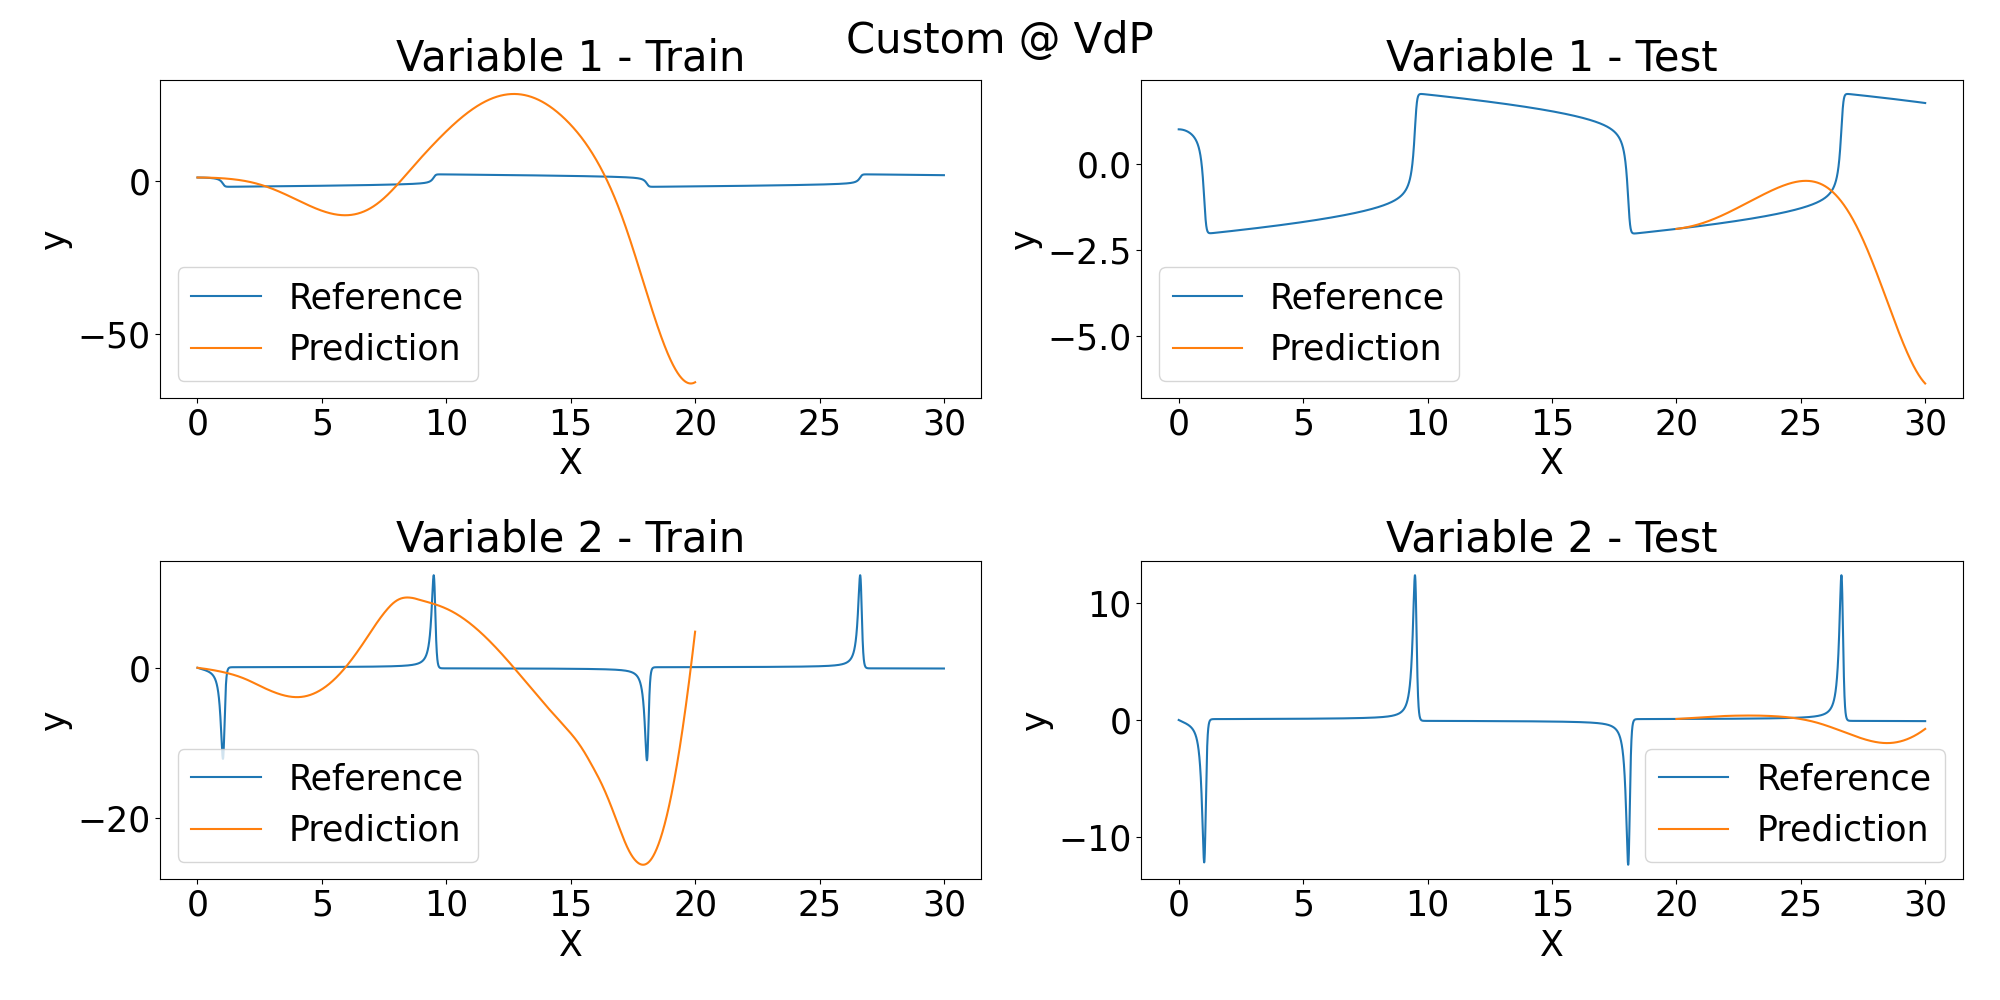 Custom @ VdP
Variable 1 - Train
0
−50
y
Reference
Prediction
0 5 10 15 20 25 30
X
Variable 1 - Test
0.0
−2.5
−5.0
y
Reference
Prediction
0 5 10 15 20 25 30
X
Variable 2 - Train
0
−20
y
Reference
Prediction
0 5 10 15 20 25 30
X
Variable 2 - Test
10
0
−10
y
Reference
Prediction
0 5 10 15 20 25 30
X